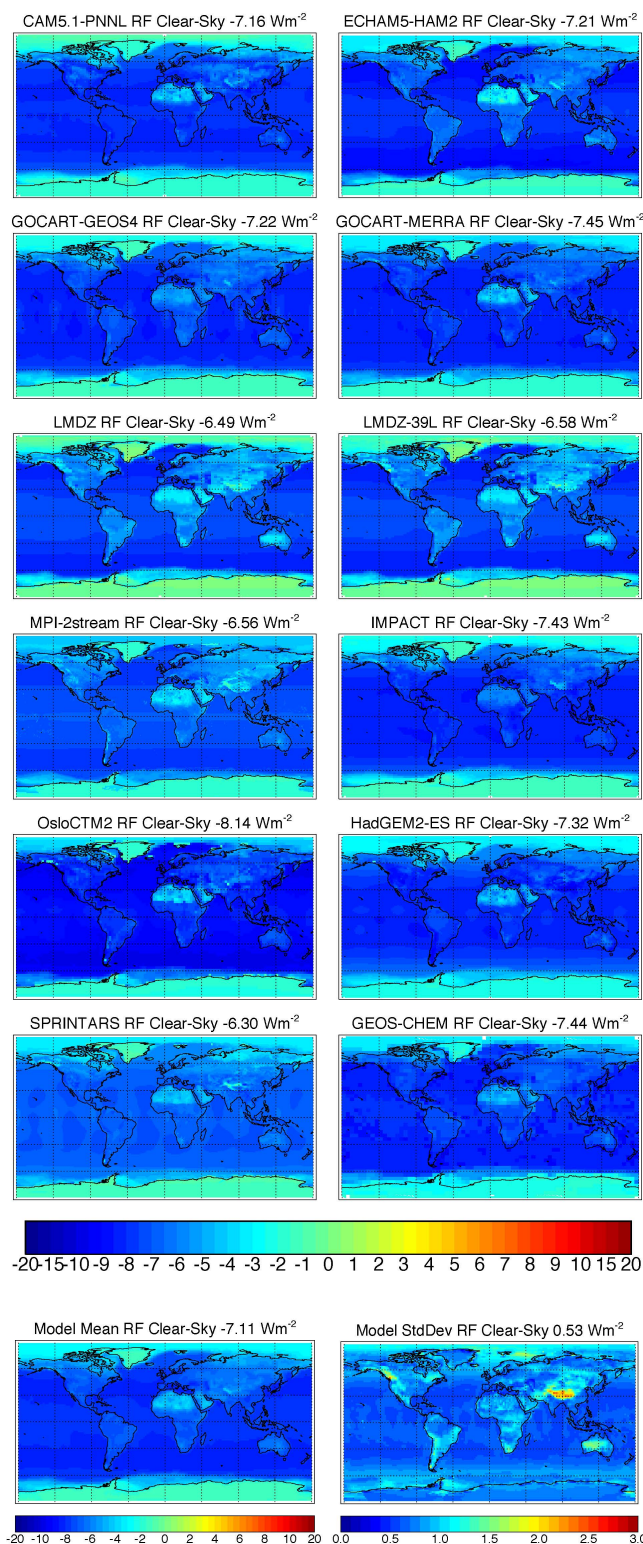 CAM5.1-PNNL RF Clear-Sky -7.16 Wm-2
ECHAM5-HAM2 RF Clear-Sky -7.21 Wm-2
GOCART-GEOS4 RF Clear-Sky -7.22 Wm-2
GOCART-MERRA RF Clear-Sky -7.45 Wm-2
LMDZ RF Clear-Sky -6.49 Wm-2
LMDZ-39L RF Clear-Sky -6.58 Wm-2
MPI-2stream RF Clear-Sky -6.56 Wm-2
IMPACT RF Clear-Sky -7.43 Wm-2
OsloCTM2 RF Clear-Sky -8.14 Wm-2
HadGEM2-ES RF Clear-Sky -7.32 Wm-2
SPRINTARS RF Clear-Sky -6.30 Wm-2
GEOS-CHEM RF Clear-Sky -7.44 Wm-2
-20 -15 -10 -9 -8 -7 -6 -5 -4 -3 -2 -1 0 1 2 3 4 5 6 7 8 9 10 15 20
Model Mean RF Clear-Sky -7.11 Wm-2
Model StdDev RF Clear-Sky 0.53 Wm-2
-20 -10 -8 -6 -4 -2 0 2 4 6 8 10 20
0.0 0.5 1.0 1.5 2.0 2.5 3.0